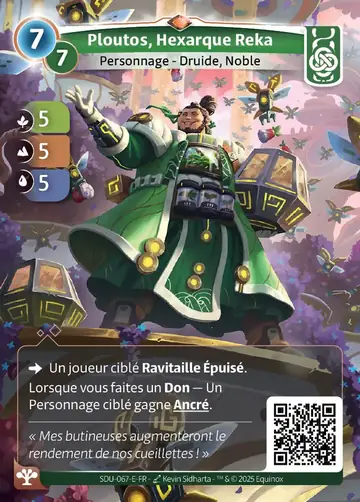 7
7
Ploutos, Hexarque Reka
Personnage - Druide, Noble
5
5
5
Un joueur ciblé Ravitaille Épuisé.
Lorsque vous faites un Don — Un
Personnage ciblé gagne Ancré.
« Mes butineuses augmenteront le
rendement de nos cueillettes ! »
SDU-067-E-FR - Kevin Sidharta - ™ & © 2025 Equinox